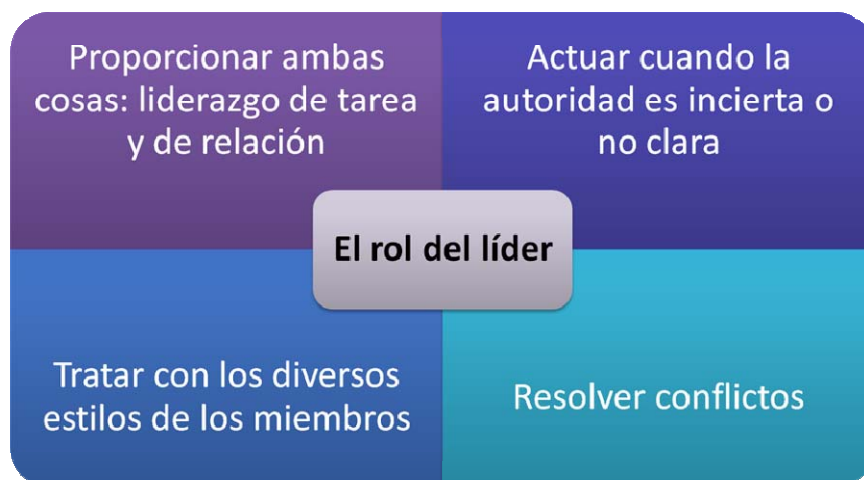 Proporcionar ambas
cosas: liderazgo de tarea
y de relación
Actuar cuando la
autoridad es incierta o
no clara
El rol del líder
Tratar con los diversos
estilos de los miembros
Resolver conflictos